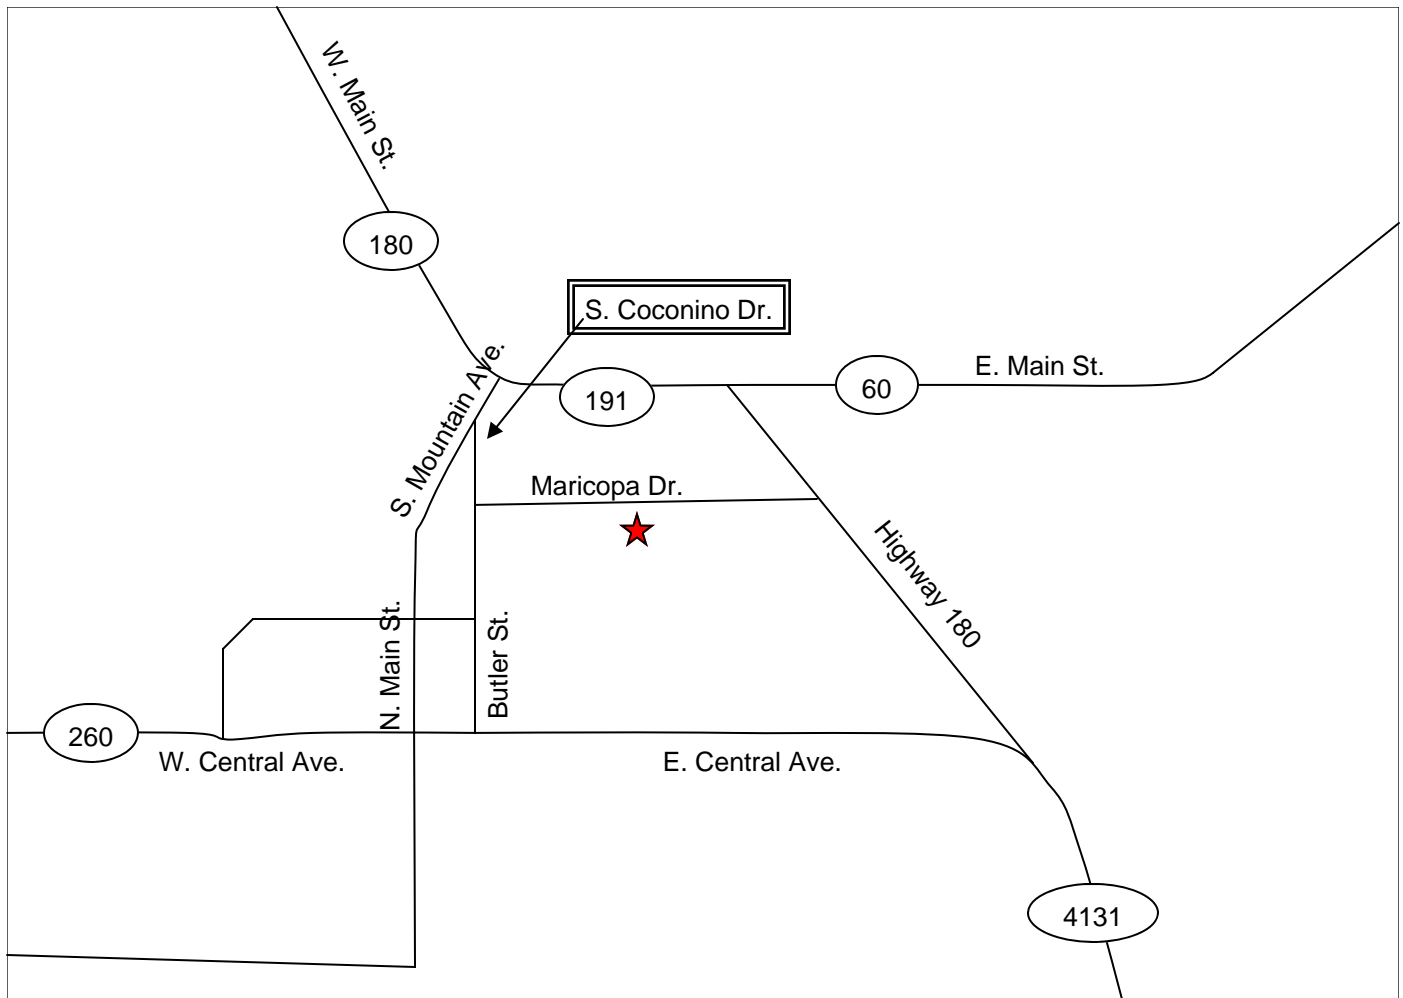 W. Main St.
180
S. Coconino Dr.
S. Mountain Ave.
191
60
E. Main St.
Maricopa Dr.
Highway 180
N. Main St.
Butler St.
260
W. Central Ave.
E. Central Ave.
4131